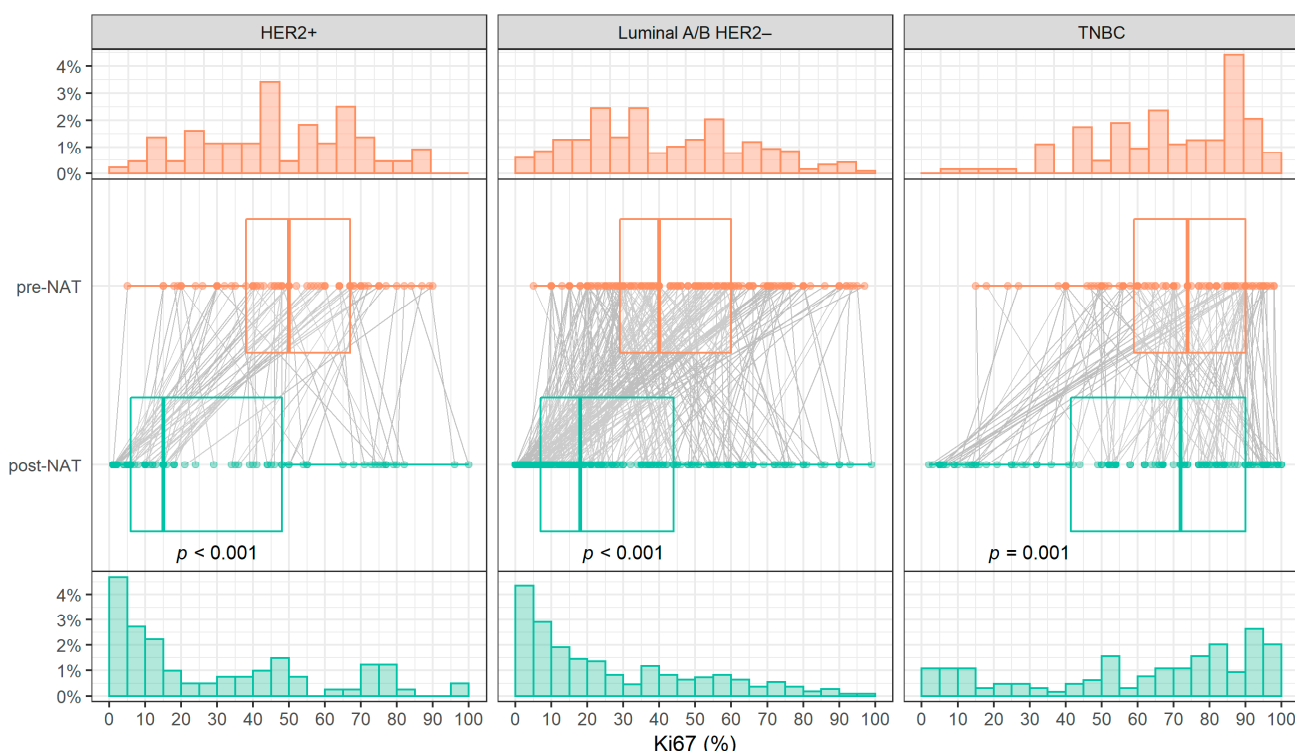 HER2+ Luminal A/B HER2– TNBC
4%
3%
2%
1%
0%
pre-NAT
post-NAT
p < 0.001 p < 0.001 p = 0.001
4%
3%
2%
1%
0%
0 10 20 30 40 50 60 70 80 90 100 0 10 20 30 40 50 60 70 80 90 100 0 10 20 30 40 50 60 70 80 90 100
Ki67 (%)